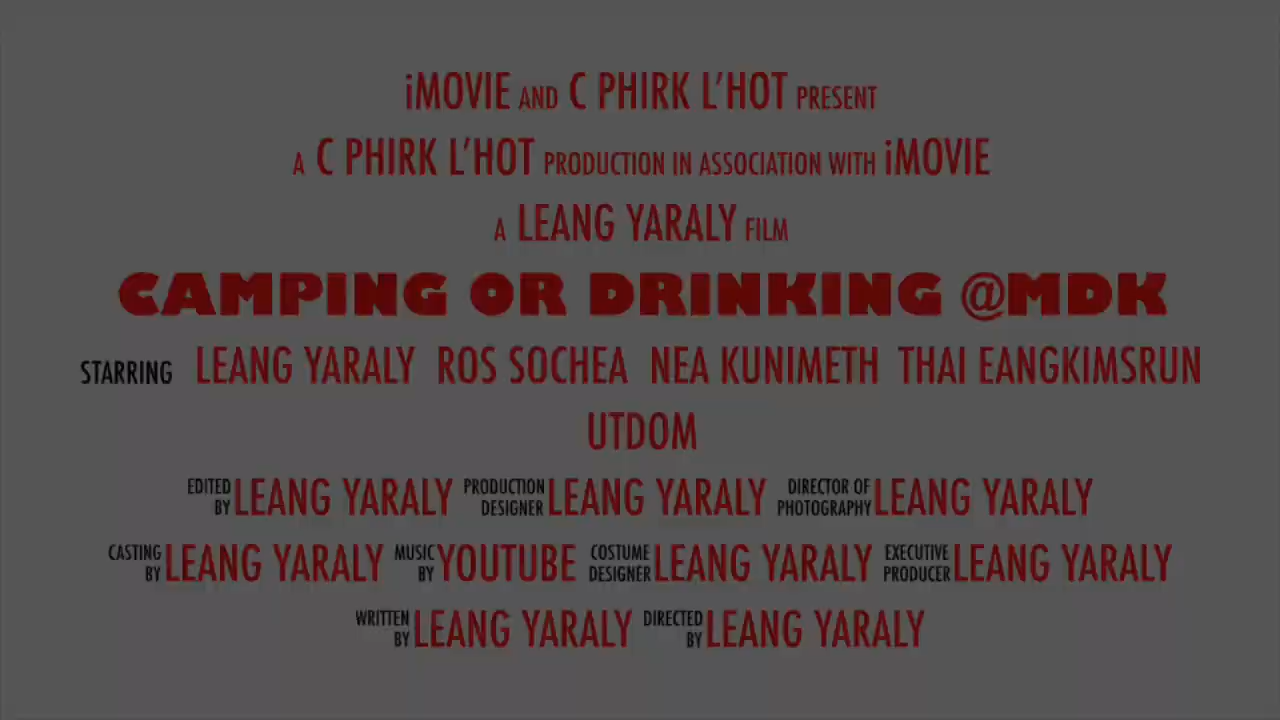 iMOVIE AND C PHIRK L'HOT PRESENT
A C PHIRK L'HOT PRODUCTION IN ASSOCIATION WITH iMOVIE
A LEANG YARALY FILM
CAMPING OR DRINKING @MDK
STARRING LEANG YARALY ROS SOCHEA NEA KUNIMETH THAI EANGKIMSRUN
UTDOM
EDITED BY LEANG YARALY PRODUCTION DESIGNER LEANG YARALY DIRECTOR OF PHOTOGRAPHY LEANG YARALY
CASTING BY LEANG YARALY MUSIC BY YOUTUBE COSTUME DESIGNER LEANG YARALY EXECUTIVE PRODUCER LEANG YARALY
WRITTEN BY LEANG YARALY DIRECTED BY LEANG YARALY